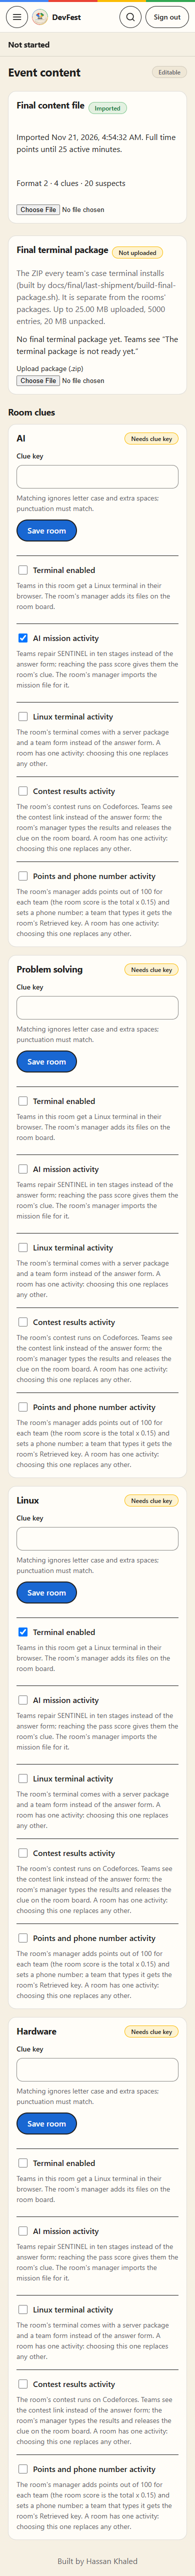 DevFest
Sign out
Not started
Event content
Editable
Final content file
Imported
Imported Nov 21, 2026, 4:54:32 AM. Full time
points until 25 active minutes.
Format 2 · 4 clues · 20 suspects
Choose File No file chosen
Final terminal package
Not uploaded
The ZIP every team's case terminal installs
(built by docs/final/last-shipment/build-final-
package.sh). It is separate from the rooms'
packages. Up to 25.00 MB uploaded, 5000
entries, 20 MB unpacked.
No final terminal package yet. Teams see "The
terminal package is not ready yet."
Upload package (.zip)
Choose File No file chosen
Room clues
AI
Needs clue key
Clue key
Matching ignores letter case and extra spaces;
punctuation must match.
Save room
Terminal enabled
Teams in this room get a Linux terminal in their
browser. The room's manager adds its files on the
room board.
AI mission activity
Teams repair SENTINEL in ten stages instead of the
answer form; reaching the pass score gives them the
room's clue. The room's manager imports the
mission file for it.
Linux terminal activity
The room's terminal comes with a server package
and a team form instead of the answer form. A
room has one activity; choosing this one replaces
any other.
Contest results activity
The room's contest runs on Codeforces. Teams see
the contest link instead of the answer form; the
room's manager types the results and releases the
clue on the room board. A room has one activity;
choosing this one replaces any other.
Points and phone number activity
The room's manager adds points out of 100 for
each team (the room score is the total x 0.15) and
sets a phone number; a team that types it gets the
room's Retrieved key. A room has one activity;
choosing this one replaces any other.
Problem solving
Needs clue key
Clue key
Matching ignores letter case and extra spaces;
punctuation must match.
Save room
Terminal enabled
Teams in this room get a Linux terminal in their
browser. The room's manager adds its files on the
room board.
AI mission activity
Teams repair SENTINEL in ten stages instead of the
answer form; reaching the pass score gives them the
room's clue. The room's manager imports the
mission file for it.
Linux terminal activity
The room's terminal comes with a server package
and a team form instead of the answer form. A
room has one activity; choosing this one replaces
any other.
Contest results activity
The room's contest runs on Codeforces. Teams see
the contest link instead of the answer form; the
room's manager types the results and releases the
clue on the room board. A room has one activity;
choosing this one replaces any other.
Points and phone number activity
The room's manager adds points out of 100 for
each team (the room score is the total x 0.15) and
sets a phone number; a team that types it gets the
room's Retrieved key. A room has one activity;
choosing this one replaces any other.
Linux
Needs clue key
Clue key
Matching ignores letter case and extra spaces;
punctuation must match.
Save room
Terminal enabled
Teams in this room get a Linux terminal in their
browser. The room's manager adds its files on the
room board.
AI mission activity
Teams repair SENTINEL in ten stages instead of the
answer form; reaching the pass score gives them the
room's clue. The room's manager imports the
mission file for it.
Linux terminal activity
The room's terminal comes with a server package
and a team form instead of the answer form. A
room has one activity; choosing this one replaces
any other.
Contest results activity
The room's contest runs on Codeforces. Teams see
the contest link instead of the answer form; the
room's manager types the results and releases the
clue on the room board. A room has one activity;
choosing this one replaces any other.
Points and phone number activity
The room's manager adds points out of 100 for
each team (the room score is the total x 0.15) and
sets a phone number; a team that types it gets the
room's Retrieved key. A room has one activity;
choosing this one replaces any other.
Hardware
Needs clue key
Clue key
Matching ignores letter case and extra spaces;
punctuation must match.
Save room
Terminal enabled
Teams in this room get a Linux terminal in their
browser. The room's manager adds its files on the
room board.
AI mission activity
Teams repair SENTINEL in ten stages instead of the
answer form; reaching the pass score gives them the
room's clue. The room's manager imports the
mission file for it.
Linux terminal activity
The room's terminal comes with a server package
and a team form instead of the answer form. A
room has one activity; choosing this one replaces
any other.
Contest results activity
The room's contest runs on Codeforces. Teams see
the contest link instead of the answer form; the
room's manager types the results and releases the
clue on the room board. A room has one activity;
choosing this one replaces any other.
Points and phone number activity
The room's manager adds points out of 100 for
each team (the room score is the total x 0.15) and
sets a phone number; a team that types it gets the
room's Retrieved key. A room has one activity;
choosing this one replaces any other.
Built by Hassan Khaled